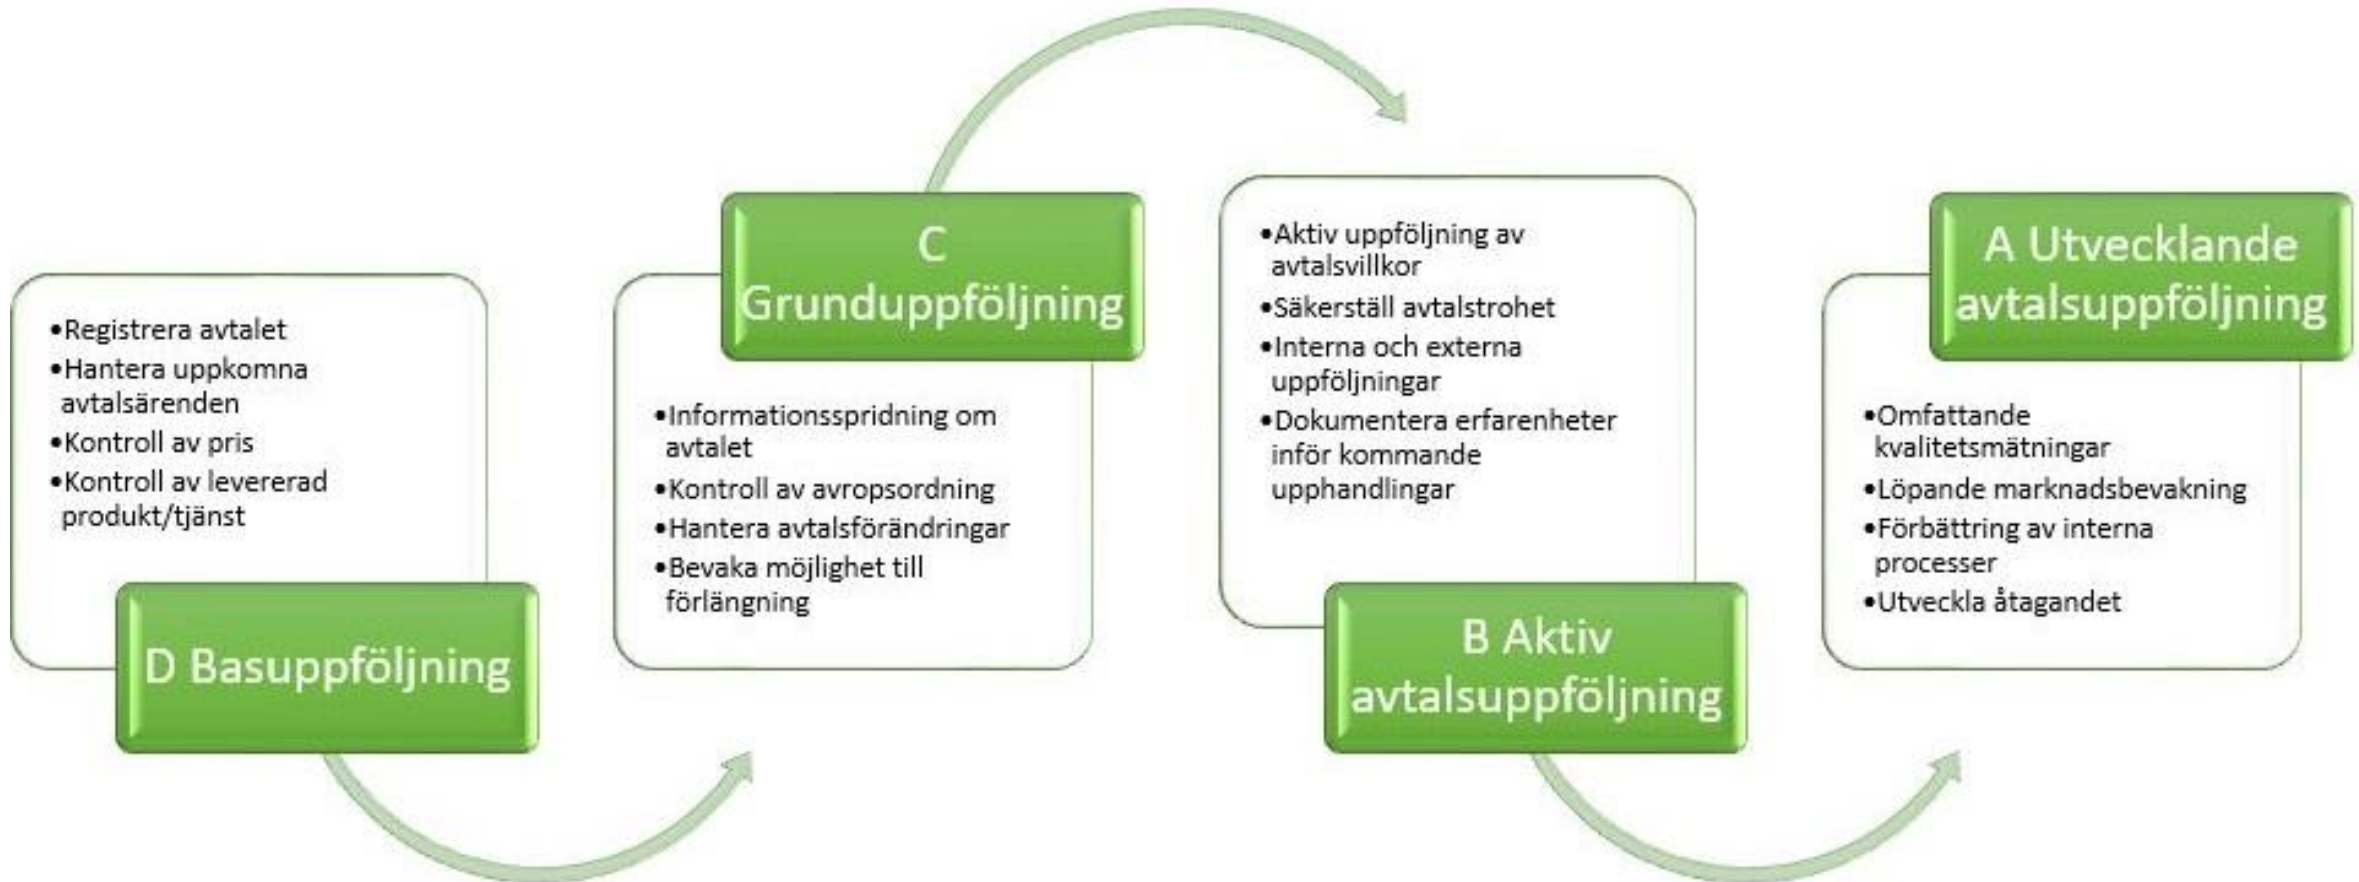 •Registrera avtalet
•Hantera uppkomna
avtalsärenden
•Kontroll av pris
•Kontroll av levererad
produkt/tjänst
D Basuppföljning
C
Grunduppföljning
•Informationsspridning om
avtalet
•Kontroll av avropsordning
•Hantera avtalsförändringar
•Bevaka möjlighet till
förlängning
•Aktiv uppföljning av
avtalsvillkor
•Säkerställ avtalstrohet
•Interna och externa
uppföljningar
•Dokumentera erfarenheter
inför kommande
upphandlingar
B Aktiv
avtalsuppföljning
A Utvecklande
avtalsuppföljning
•Omfattande
kvalitetsmätningar
•Löpande marknadsbevakning
•Förbättring av interna
processer
•Utveckla åtagandet